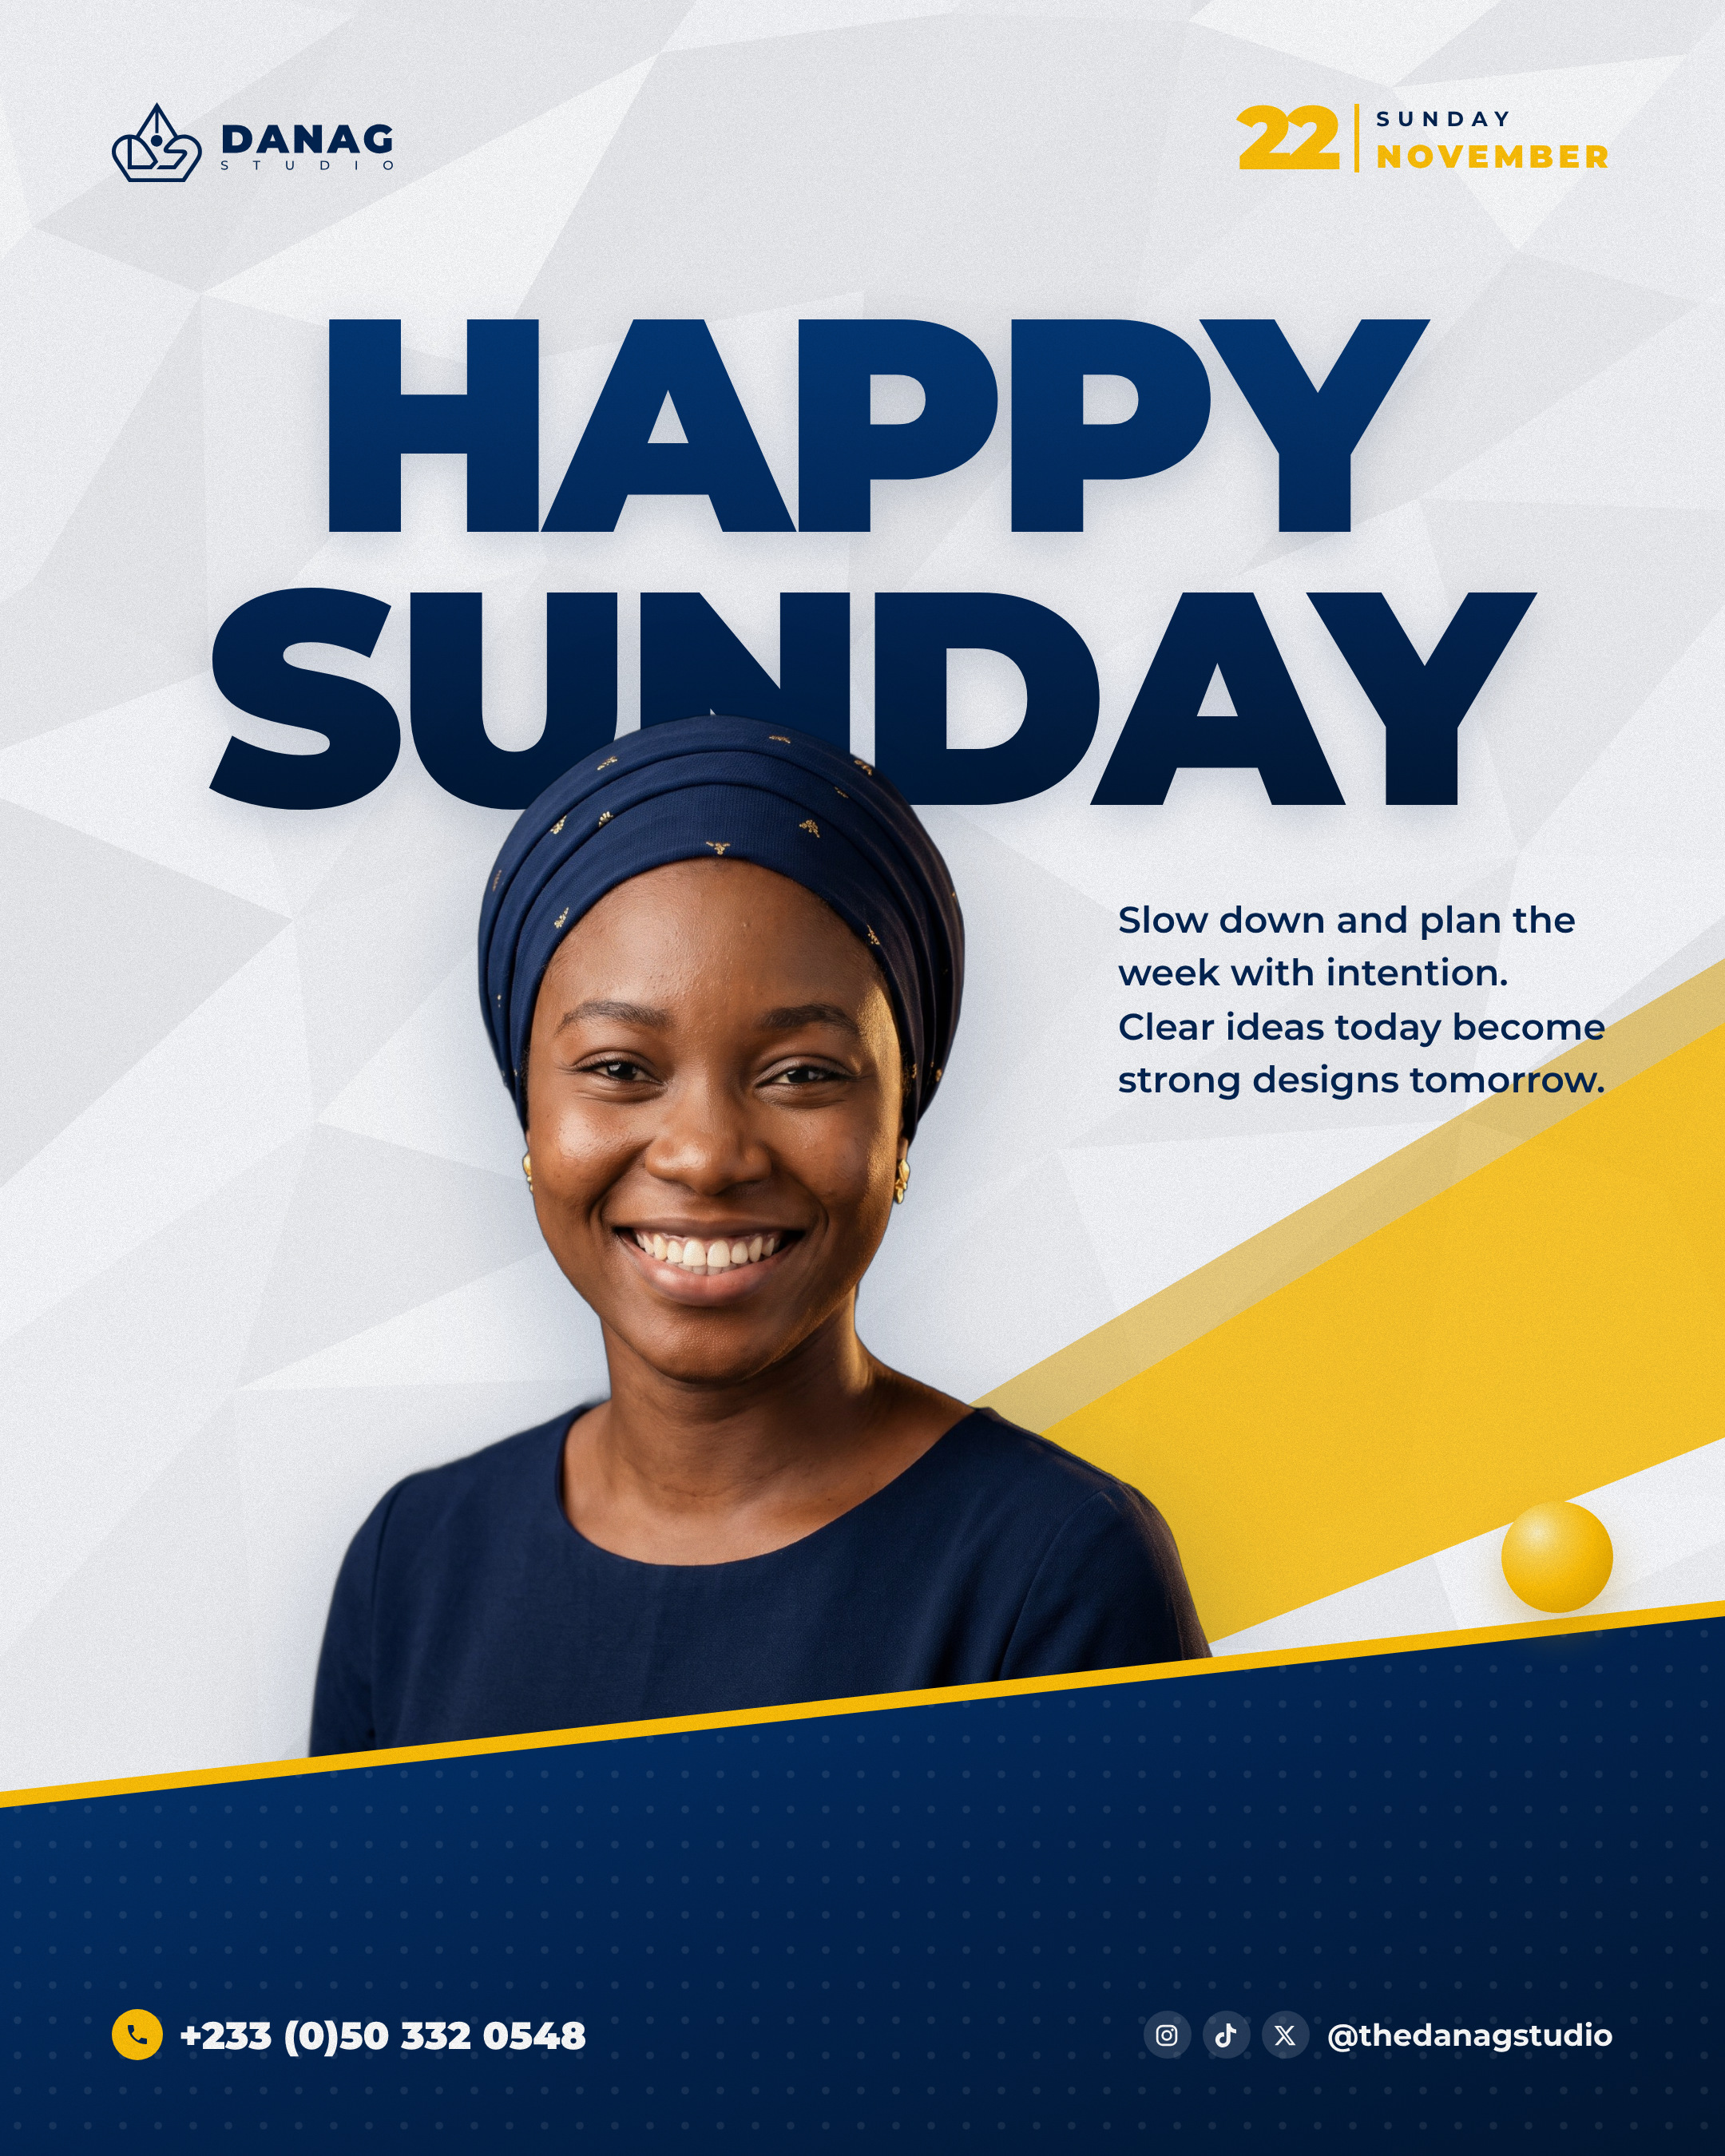 DANAG
STUDIO
22
SUNDAY
NOVEMBER
HAPPY
SUNDAY
Slow down and plan the
week with intention.
Clear ideas today become
strong designs tomorrow.
+233 (0)50 332 0548
@thedanagstudio